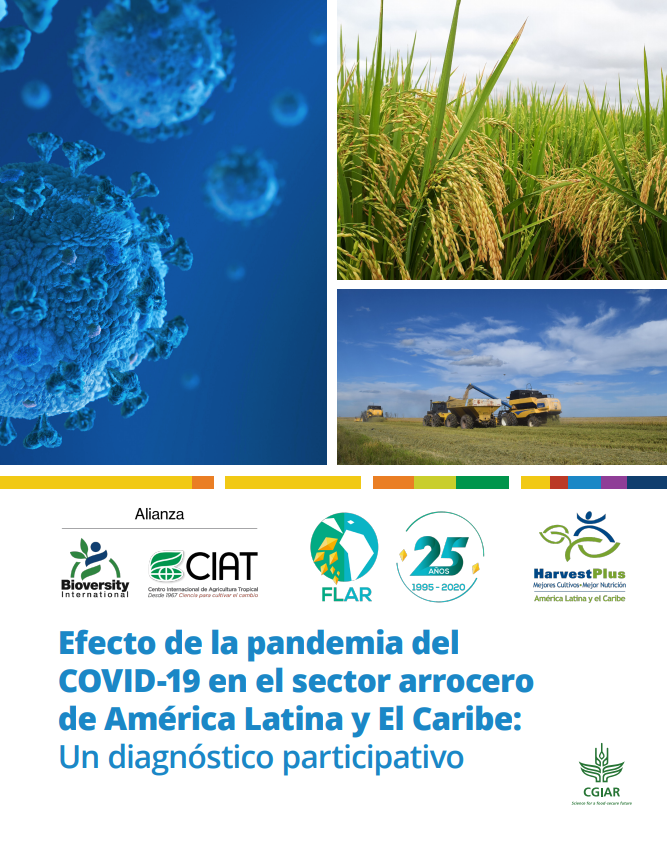 Alianza
Bioversity
International
CIAT
Centro Internacional de Agricultura Tropical
Desde 1967 Ciencia para cultivar el cambio
FLAR
25
AÑOS
1995 - 2020
HarvestPlus
Mejores Cultivos•Mejor Nutrición
América Latina y el Caribe
Efecto de la pandemia del
COVID-19 en el sector arrocero
de América Latina y El Caribe:
Un diagnóstico participativo
CGIAR
Science for a food-secure future